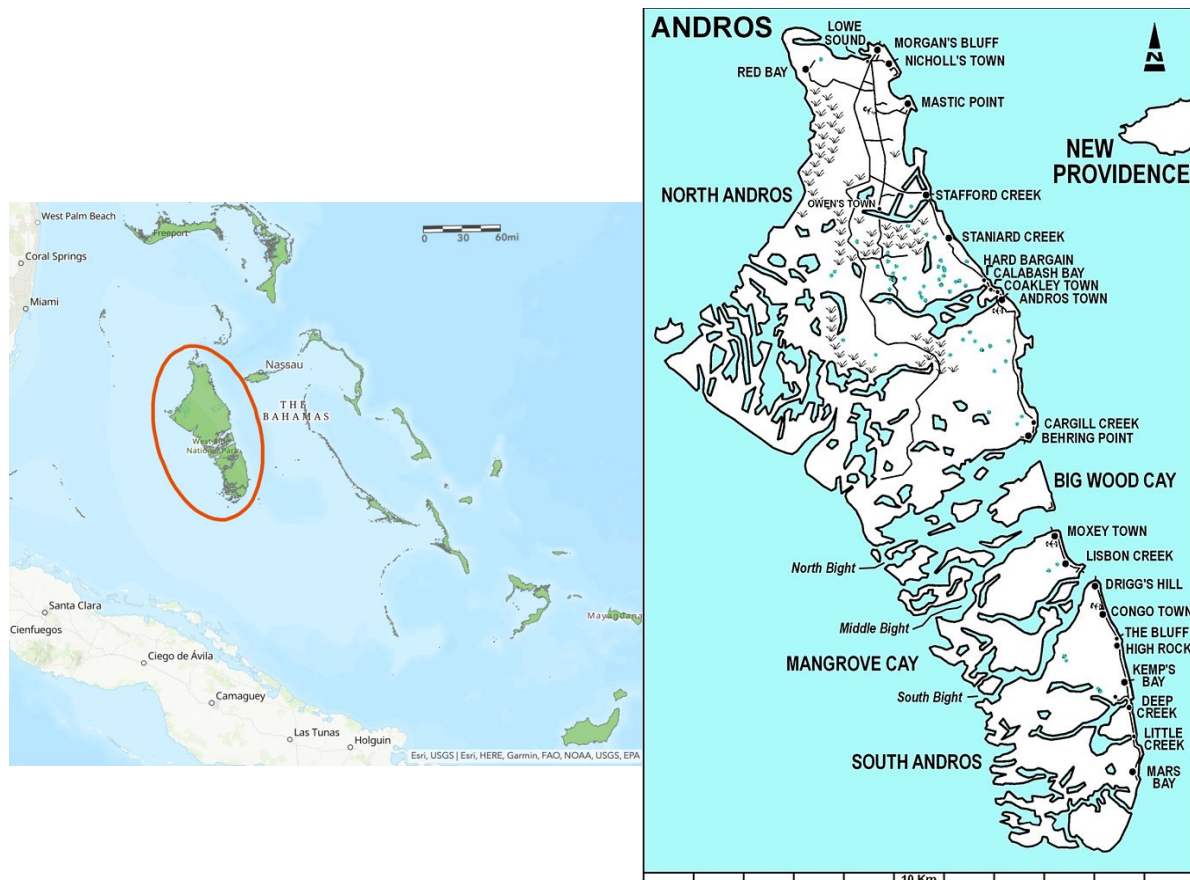 West Palm Beach
Freeport
0 30 60mi
Coral Springs
Miami
Nassau
THE
BAHAMAS
West Side
National Park
Santa Clara
Cienfuegos
Ciego de Ávila
Camaguey
Las Tunas
Holguin
Mayaguana
Esri, USGS | Esri, HERE, Garmin, FAO, NOAA, USGS, EPA
ANDROS
LOWE
SOUND
MORGAN'S BLUFF
NICHOLL'S TOWN
RED BAY
N
MASTIC POINT
NEW
PROVIDENCE
NORTH ANDROS
STAFFORD CREEK
OWEN'S TOWN
STANIARD CREEK
HARD BARGAIN
CALABASH BAY
COAKLEY TOWN
ANDROS TOWN
CARGILL CREEK
BEHRING POINT
BIG WOOD CAY
MOXEY TOWN
North Bight
LISBON CREEK
DRIGG'S HILL
CONGO TOWN
Middle Bight
THE BLUFF
HIGH ROCK
MANGROVE CAY
KEMP'S
BAY
South Bight
DEEP
CREEK
LITTLE
CREEK
SOUTH ANDROS
MARS
BAY
10 Km